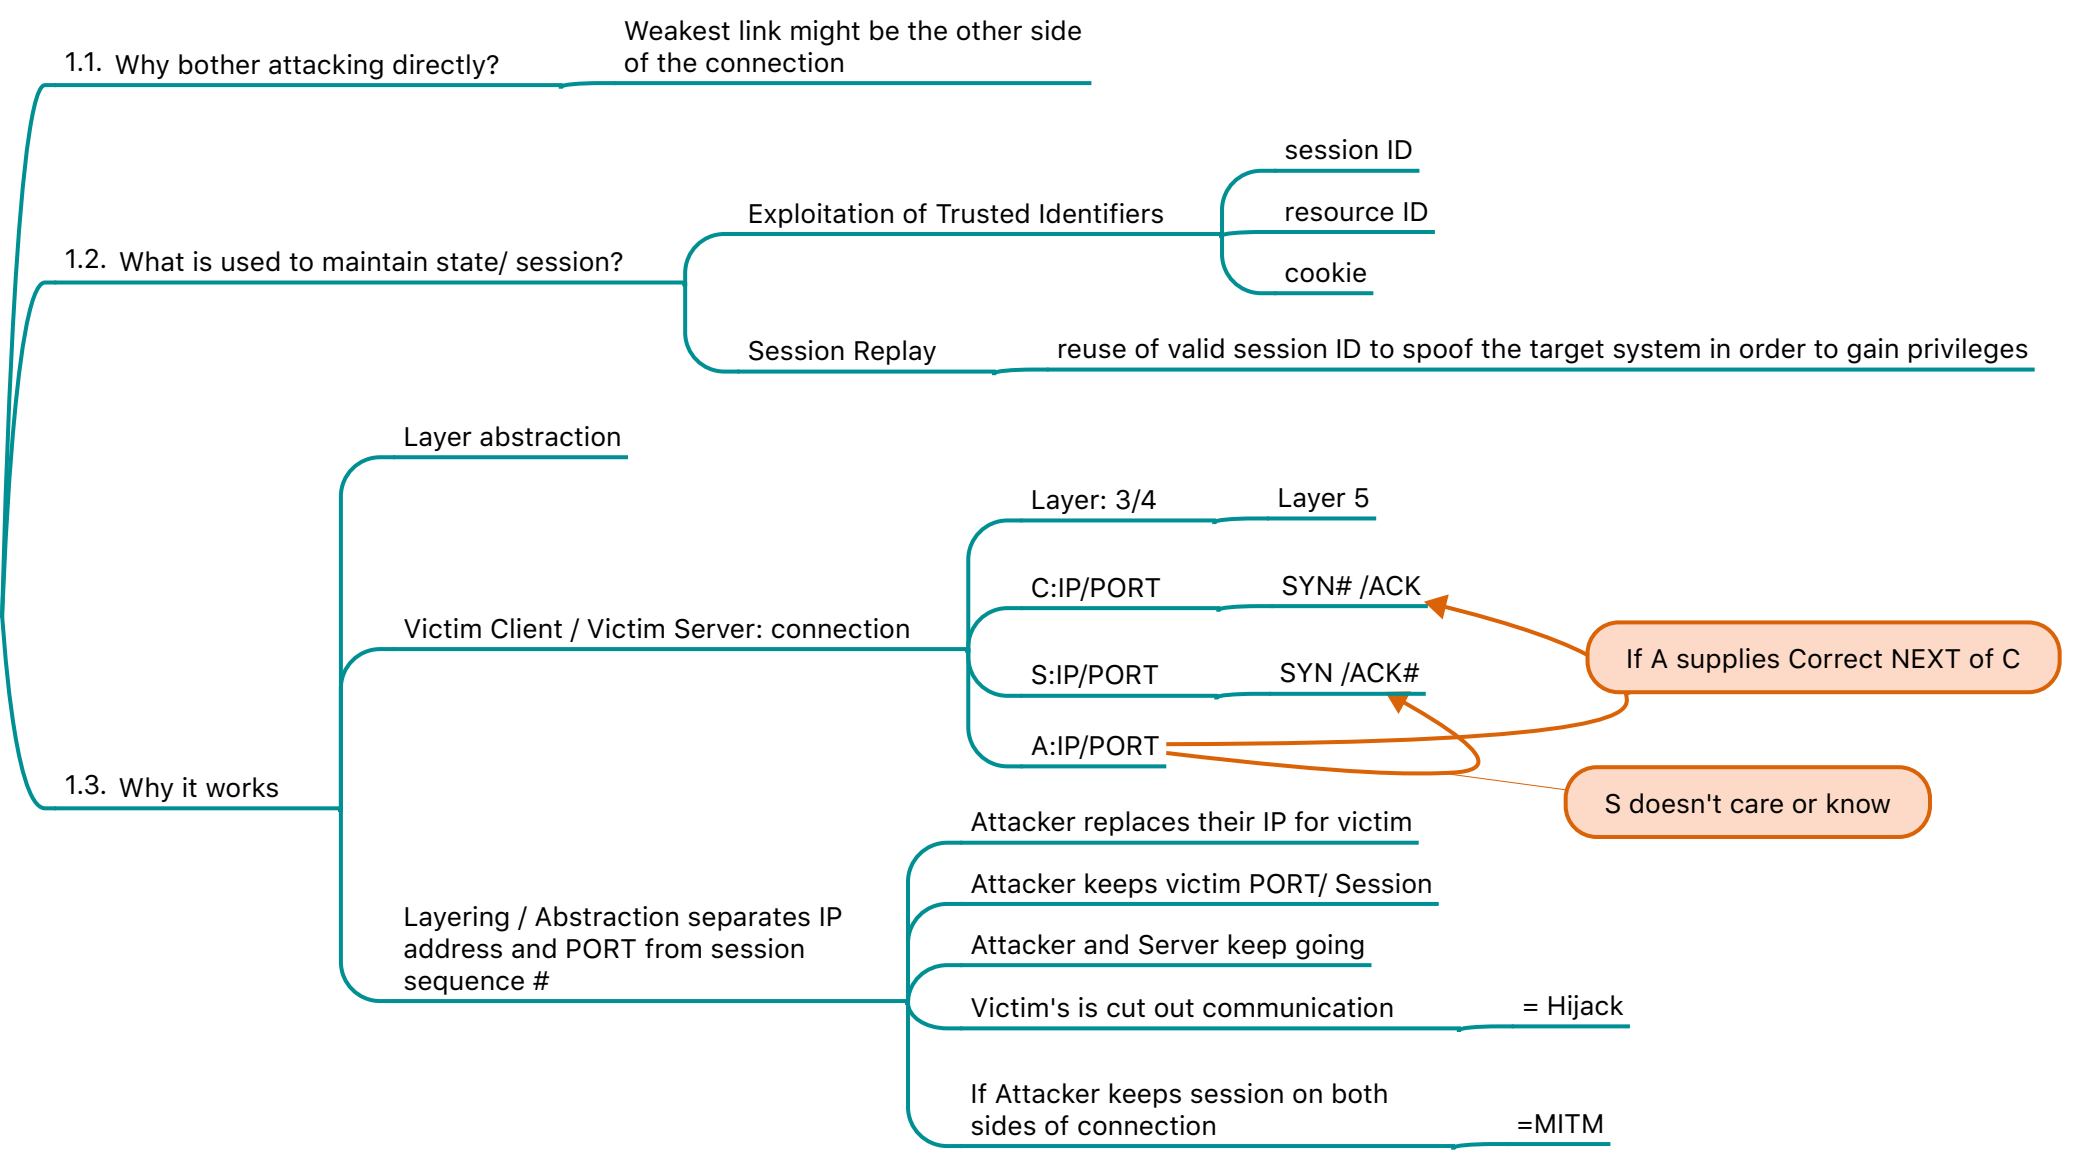 Weakest link might be the other side
of the connection
1.1. Why bother attacking directly?
session ID
Exploitation of Trusted Identifiers
resource ID
1.2. What is used to maintain state/ session?
cookie
Session Replay
reuse of valid session ID to spoof the target system in order to gain privileges
Layer abstraction
Layer: 3/4
Layer 5
C:IP/PORT
SYN# /ACK
Victim Client / Victim Server: connection
If A supplies Correct NEXT of C
S:IP/PORT
SYN /ACK#
A:IP/PORT
1.3. Why it works
S doesn't care or know
Attacker replaces their IP for victim
Attacker keeps victim PORT/ Session
Layering / Abstraction separates IP
address and PORT from session
sequence #
Attacker and Server keep going
Victim's is cut out communication
= Hijack
If Attacker keeps session on both
sides of connection
=MITM